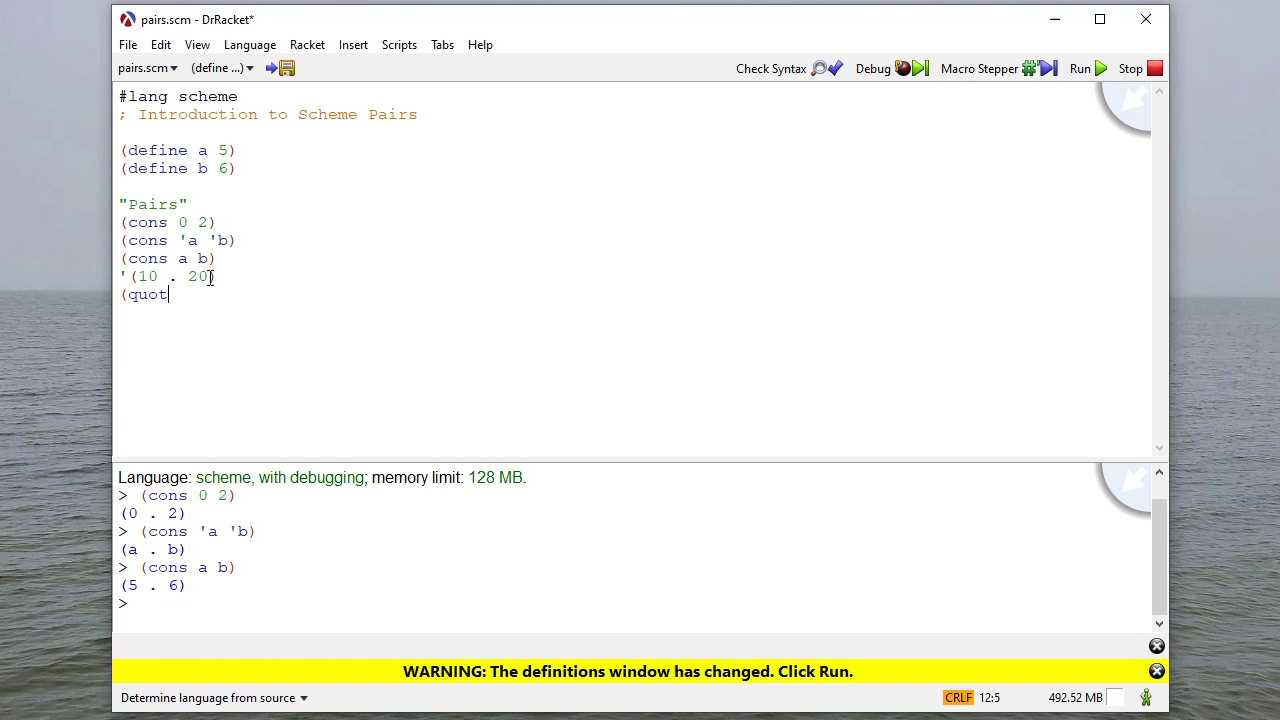 pairs.scm - DrRacket*
File Edit View Language Racket Insert Scripts Tabs Help
pairs.scm (define ...) Check Syntax Debug Macro Stepper Run Stop
#lang scheme
; Introduction to Scheme Pairs
(define a 5)
(define b 6)
"Pairs"
(cons 0 2)
(cons 'a 'b)
(cons a b)
'(10 . 20)
(quot
Language: scheme, with debugging; memory limit: 128 MB.
> (cons 0 2)
(0 . 2)
> (cons 'a 'b)
(a . b)
> (cons a b)
(5 . 6)
>
WARNING: The definitions window has changed. Click Run.
Determine language from source CRLF 12:5 492.52 MB